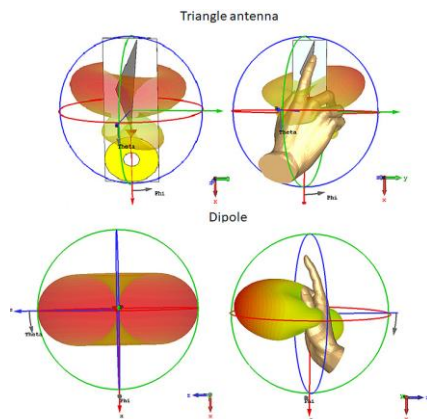 Triangle antenna
Theta
Phi
x
Theta
Phi
y
x
Dipole
z
Theta
Phi
x
z
x
Phi